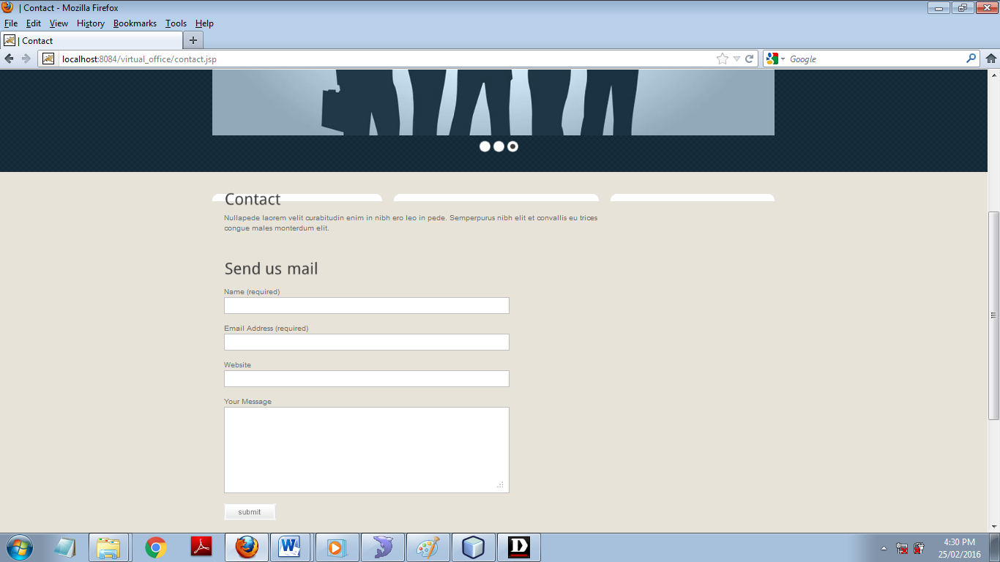 | Contact - Mozilla Firefox
File Edit View History Bookmarks Tools Help
| Contact
localhost:8084/virtual_office/contact.jsp
Google
Contact
Nullapede laorem velit curabitudin enim in nibh ero leo in pede. Semperpurus nibh elit et convallis eu trices
congue males monterdum elit.
Send us mail
Name (required)
Email Address (required)
Website
Your Message
submit
W
D
4:30 PM
25/02/2016